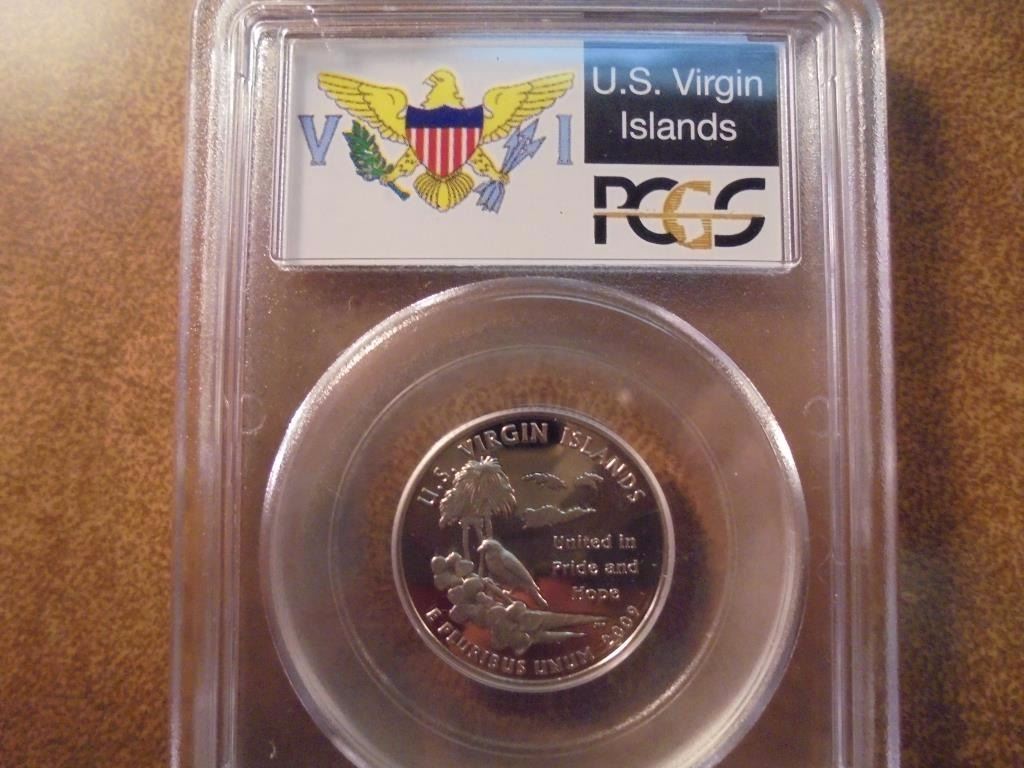 V I
U.S. Virgin
Islands
PCGS
U.S. VIRGIN ISLANDS
United in
Pride and
Hope
E PLURIBUS UNUM 2009